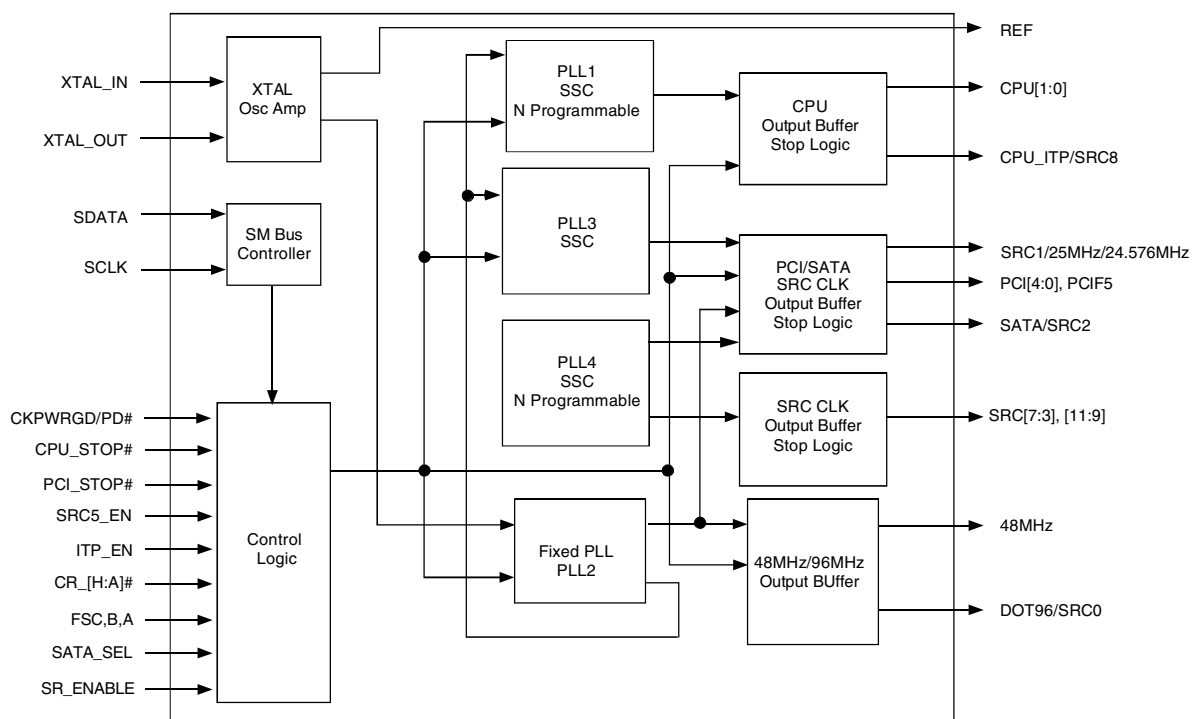 XTAL_IN
XTAL_OUT
SDATA
SCLK
CKPWRGD/PD#
CPU_STOP#
PCI_STOP#
SRC5_EN
ITP_EN
CR_[H:A]#
FSC,B,A
SATA_SEL
SR_ENABLE
XTAL
Osc Amp
SM Bus
Controller
Control
Logic
PLL1
SSC
N Programmable
PLL3
SSC
PLL4
SSC
N Programmable
Fixed PLL
PLL2
CPU
Output Buffer
Stop Logic
PCI/SATA
SRC CLK
Output Buffer
Stop Logic
SRC CLK
Output Buffer
Stop Logic
48MHz/96MHz
Output BUffer
REF
CPU[1:0]
CPU_ITP/SRC8
SRC1/25MHz/24.576MHz
PCI[4:0], PCIF5
SATA/SRC2
SRC[7:3], [11:9]
48MHz
DOT96/SRC0